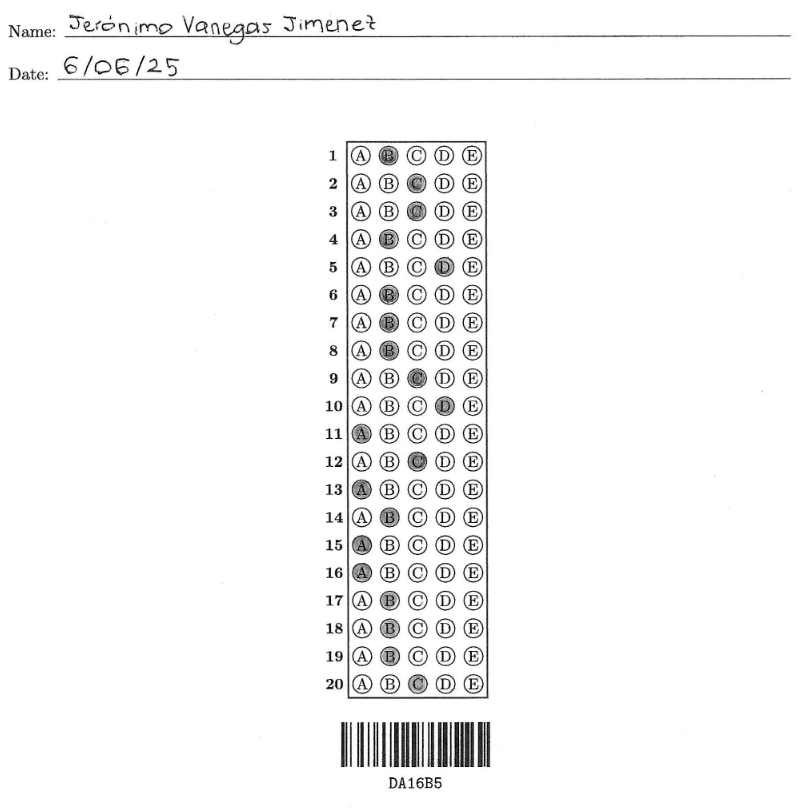 Name: Jerónimo Vanegas Jimenez
Date: 6/06/25
1 A B C D E
2 A B C D E
3 A B C D E
4 A B C D E
5 A B C D E
6 A B C D E
7 A B C D E
8 A B C D E
9 A B C D E
10 A B C D E
11 A B C D E
12 A B C D E
13 A B C D E
14 A B C D E
15 A B C D E
16 A B C D E
17 A B C D E
18 A B C D E
19 A B C D E
20 A B C D E
DA16B5